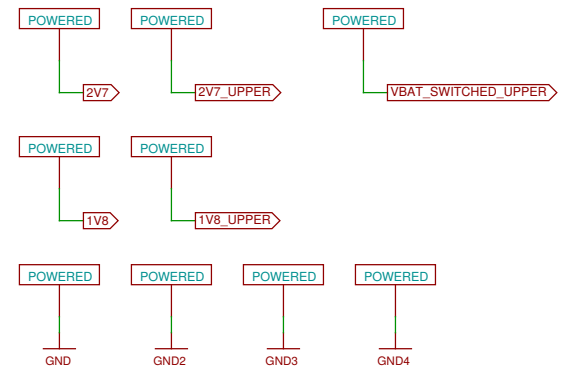 POWERED POWERED POWERED
2V7 2V7_UPPER VBAT_SWITCHED_UPPER
POWERED POWERED
1V8 1V8_UPPER
POWERED POWERED POWERED POWERED
GND GND2 GND3 GND4